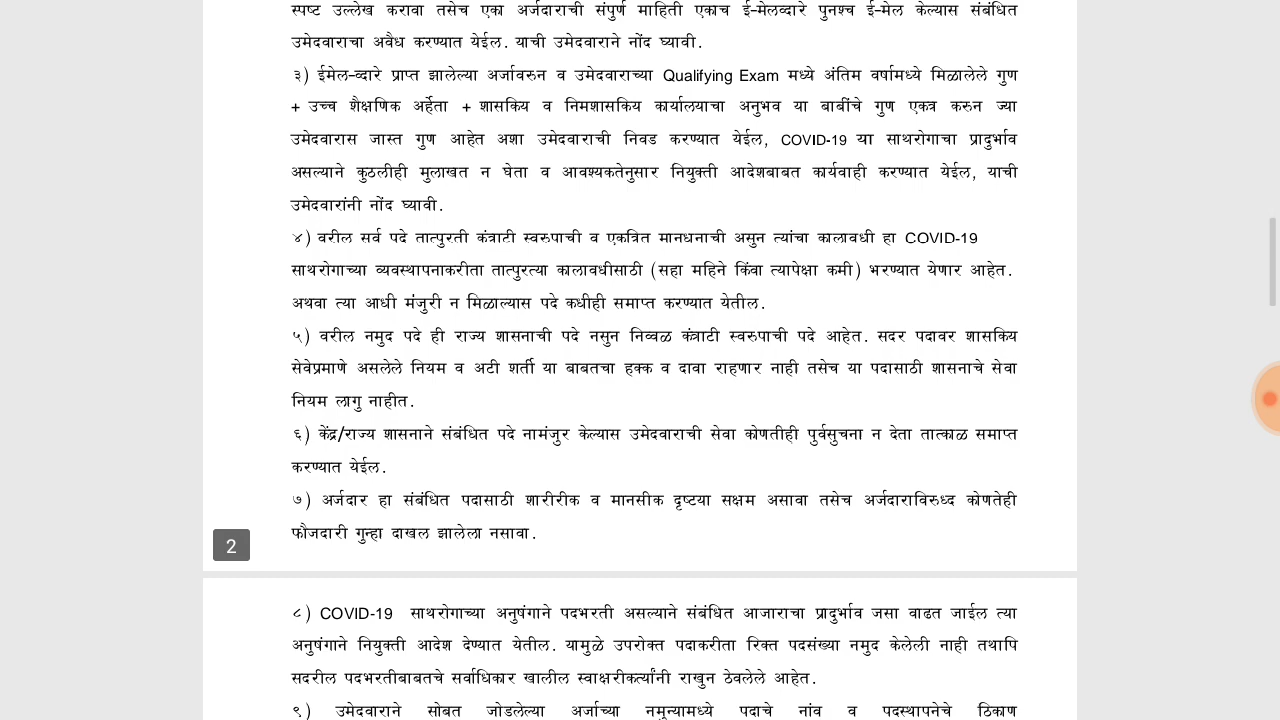 स्पष्ट उल्लेख करावा तसेच एका अर्जदाराची संपुर्ण माहिती एकाच ई-मेलव्दारे पुनश्च ई-मेल केल्यास संबंधित
उमेदवाराचा अवैध करण्यात येईल. याची उमेदवाराने नोंद घ्यावी.
३) ईमेल-व्दारे प्राप्त झालेल्या अर्जावरुन व उमेदवाराच्या Qualifying Exam मध्ये अंतिम वर्षामध्ये मिळालेले गुण
+ उच्च शैक्षणिक अर्हेता + शासकिय व निमशासकिय कार्यालयाचा अनुभव या बाबींचे गुण एकत्र करुन ज्या
उमेदवारास जास्त गुण आहेत अशा उमेदवाराची निवड करण्यात येईल, COVID-19 या साथरोगाचा प्रादुर्भाव
असल्याने कुठलीही मुलाखत न घेता व आवश्यकतेनुसार नियुक्ती आदेशबाबत कार्यवाही करण्यात येईल, याची
उमेदवारांनी नोंद घ्यावी.
४) वरील सर्व पदे तात्पुरती कंत्राटी स्वरुपाची व एकत्रित मानधनाची असुन त्यांचा कालावधी हा COVID-19
साथरोगाच्या व्यवस्थापनाकरीता तात्पुरत्या कालावधीसाठी (सहा महिने किंवा त्यापेक्षा कमी) भरण्यात येणार आहेत.
अथवा त्या आधी मंजुरी न मिळाल्यास पदे कधीही समाप्त करण्यात येतील.
५) वरील नमुद पदे ही राज्य शासनाची पदे नसुन निव्वळ कंत्राटी स्वरुपाची पदे आहेत. सदर पदावर शासकिय
सेवेप्रमाणे असलेले नियम व अटी शर्ती या बाबतचा हक्क व दावा राहणार नाही तसेच या पदासाठी शासनाचे सेवा
नियम लागु नाहीत.
६) केंद्र/राज्य शासनाने संबंधित पदे नामंजुर केल्यास उमेदवाराची सेवा कोणतीही पुर्वसुचना न देता तात्काळ समाप्त
करण्यात येईल.
७) अर्जदार हा संबंधित पदासाठी शारीरीक व मानसीक दृष्टया सक्षम असावा तसेच अर्जदाराविरुध्द कोणतेही
फौजदारी गुन्हा दाखल झालेला नसावा.
2
८) COVID-19 साथरोगाच्या अनुषंगाने पदभरती असल्याने संबंधित आजाराचा प्रादुर्भाव जसा वाढत जाईल त्या
अनुषंगाने नियुक्ती आदेश देण्यात येतील. यामुळे उपरोक्त पदाकरीता रिक्त पदसंख्या नमुद केलेली नाही तथापि
सदरील पदभरतीबाबतचे सर्वाधिकार खालील स्वाक्षरीकर्त्यांनी राखुन ठेवलेले आहेत.
९) उमेदवाराने सोबत जोडलेल्या अर्जाच्या नमून्यामध्ये पदाचे नांव व पदस्थापनेचे ठिकाण